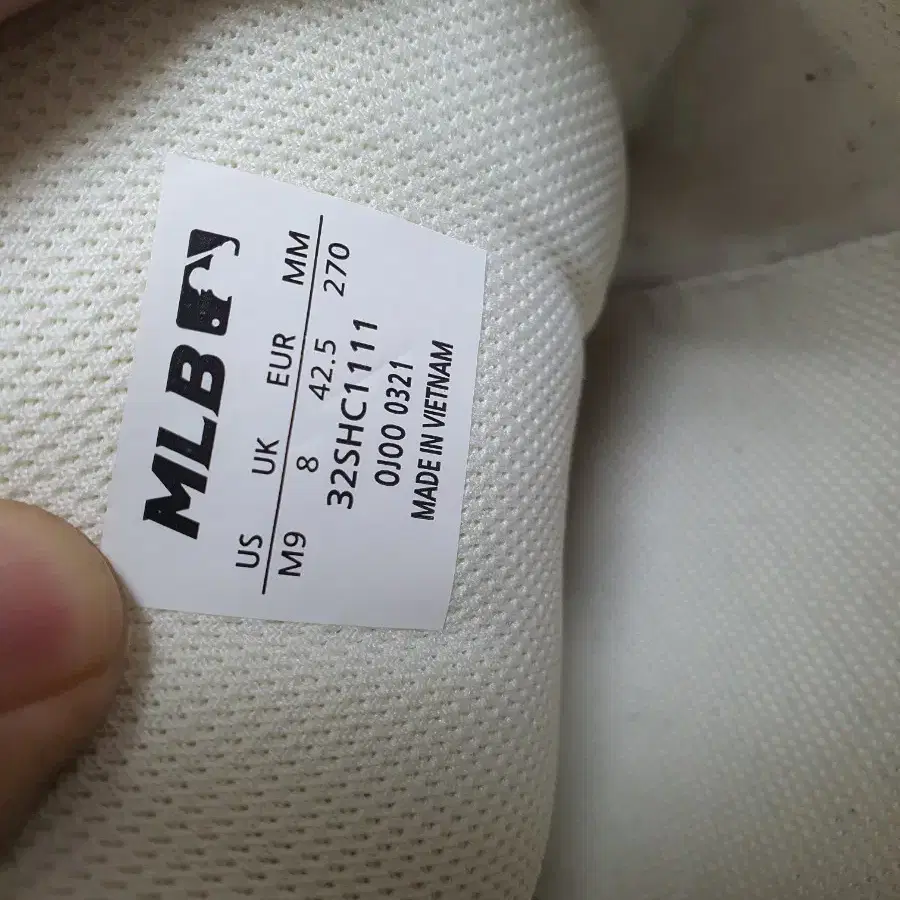 MLB
US UK EUR MM
M9 8 42.5 270
32SHC1111
0J00 0321
MADE IN VIETNAM